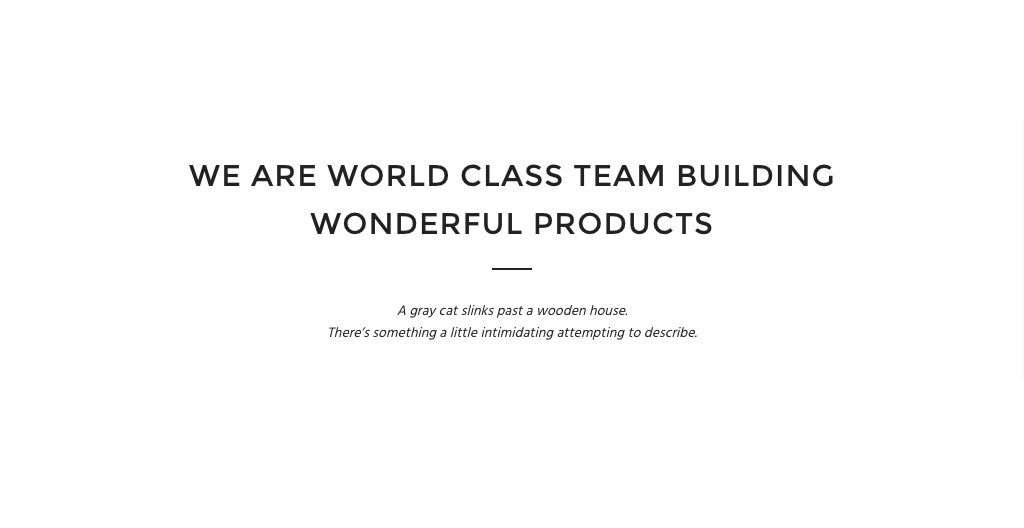 WE ARE WORLD CLASS TEAM BUILDING
WONDERFUL PRODUCTS
A gray cat slinks past a wooden house.
There’s something a little intimidating attempting to describe.